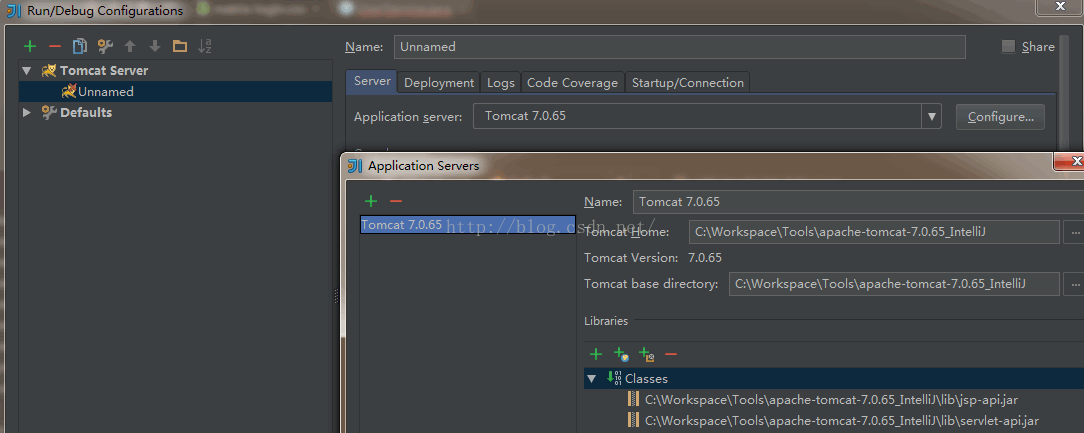 Run/Debug Configurations
Name: Unnamed Share
Tomcat Server
Unnamed
Defaults
Server Deployment Logs Code Coverage Startup/Connection
Application server: Tomcat 7.0.65 Configure...
Application Servers
Name: Tomcat 7.0.65
Tomcat 7.0.65
http://blog.csdn.net/
Tomcat Home: C:\Workspace\Tools\apache-tomcat-7.0.65_IntelliJ ...
Tomcat Version: 7.0.65
Tomcat base directory: C:\Workspace\Tools\apache-tomcat-7.0.65_IntelliJ ...
Libraries
Classes
C:\Workspace\Tools\apache-tomcat-7.0.65_IntelliJ\lib\jsp-api.jar
C:\Workspace\Tools\apache-tomcat-7.0.65_IntelliJ\lib\servlet-api.jar